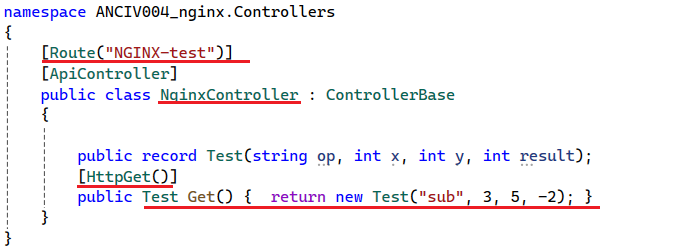 namespace ANCIV004_nginx.Controllers
{
[Route("NGINX-test")]
[ApiController]
public class NginxController : ControllerBase
{
public record Test(string op, int x, int y, int result);
[HttpGet()]
public Test Get() {  return new Test("sub", 3, 5, -2); }
}
}